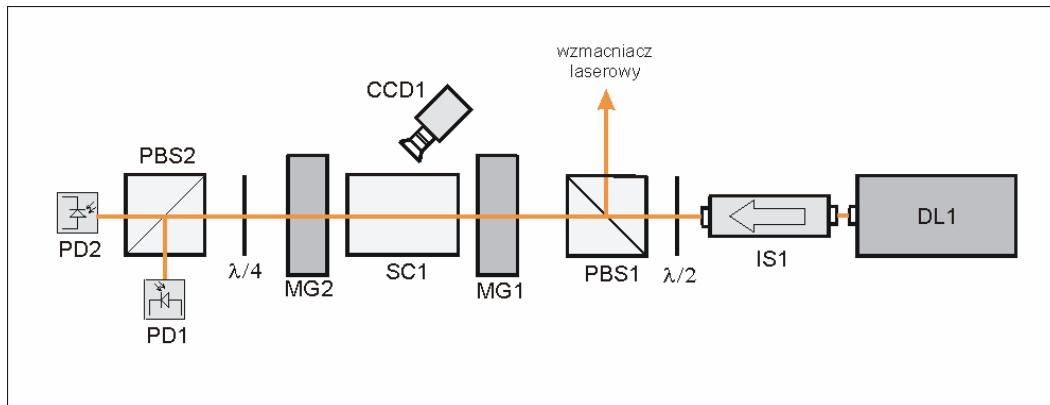 wzmacniacz
laserowy
CCD1
PBS2
PD2
λ/4
MG2
SC1
MG1
PBS1
λ/2
IS1
DL1
PD1